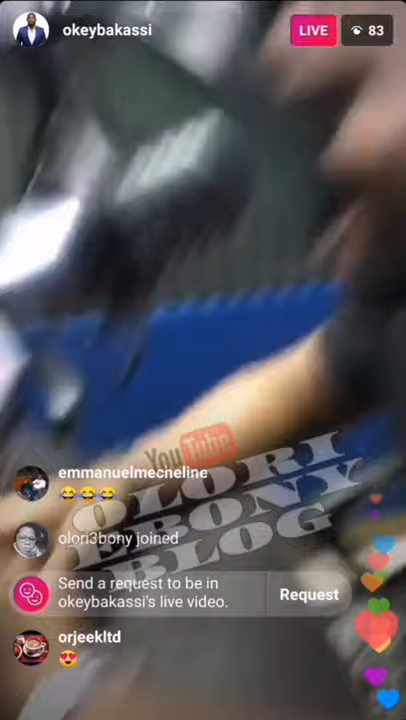 okeybakassi
LIVE
83
YouTube
emmanuelmecneline
OLORI
EBONY
BLOG
olori3bony joined
Send a request to be in
okeybakassi's live video.
Request
orjeekltd